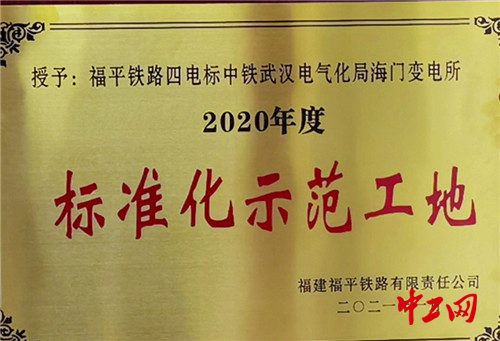 授予：福平铁路四电标中铁武汉电气化局海门变电所
2020年度
标准化示范工地
福建福平铁路有限责任公司
二〇二一
中工网